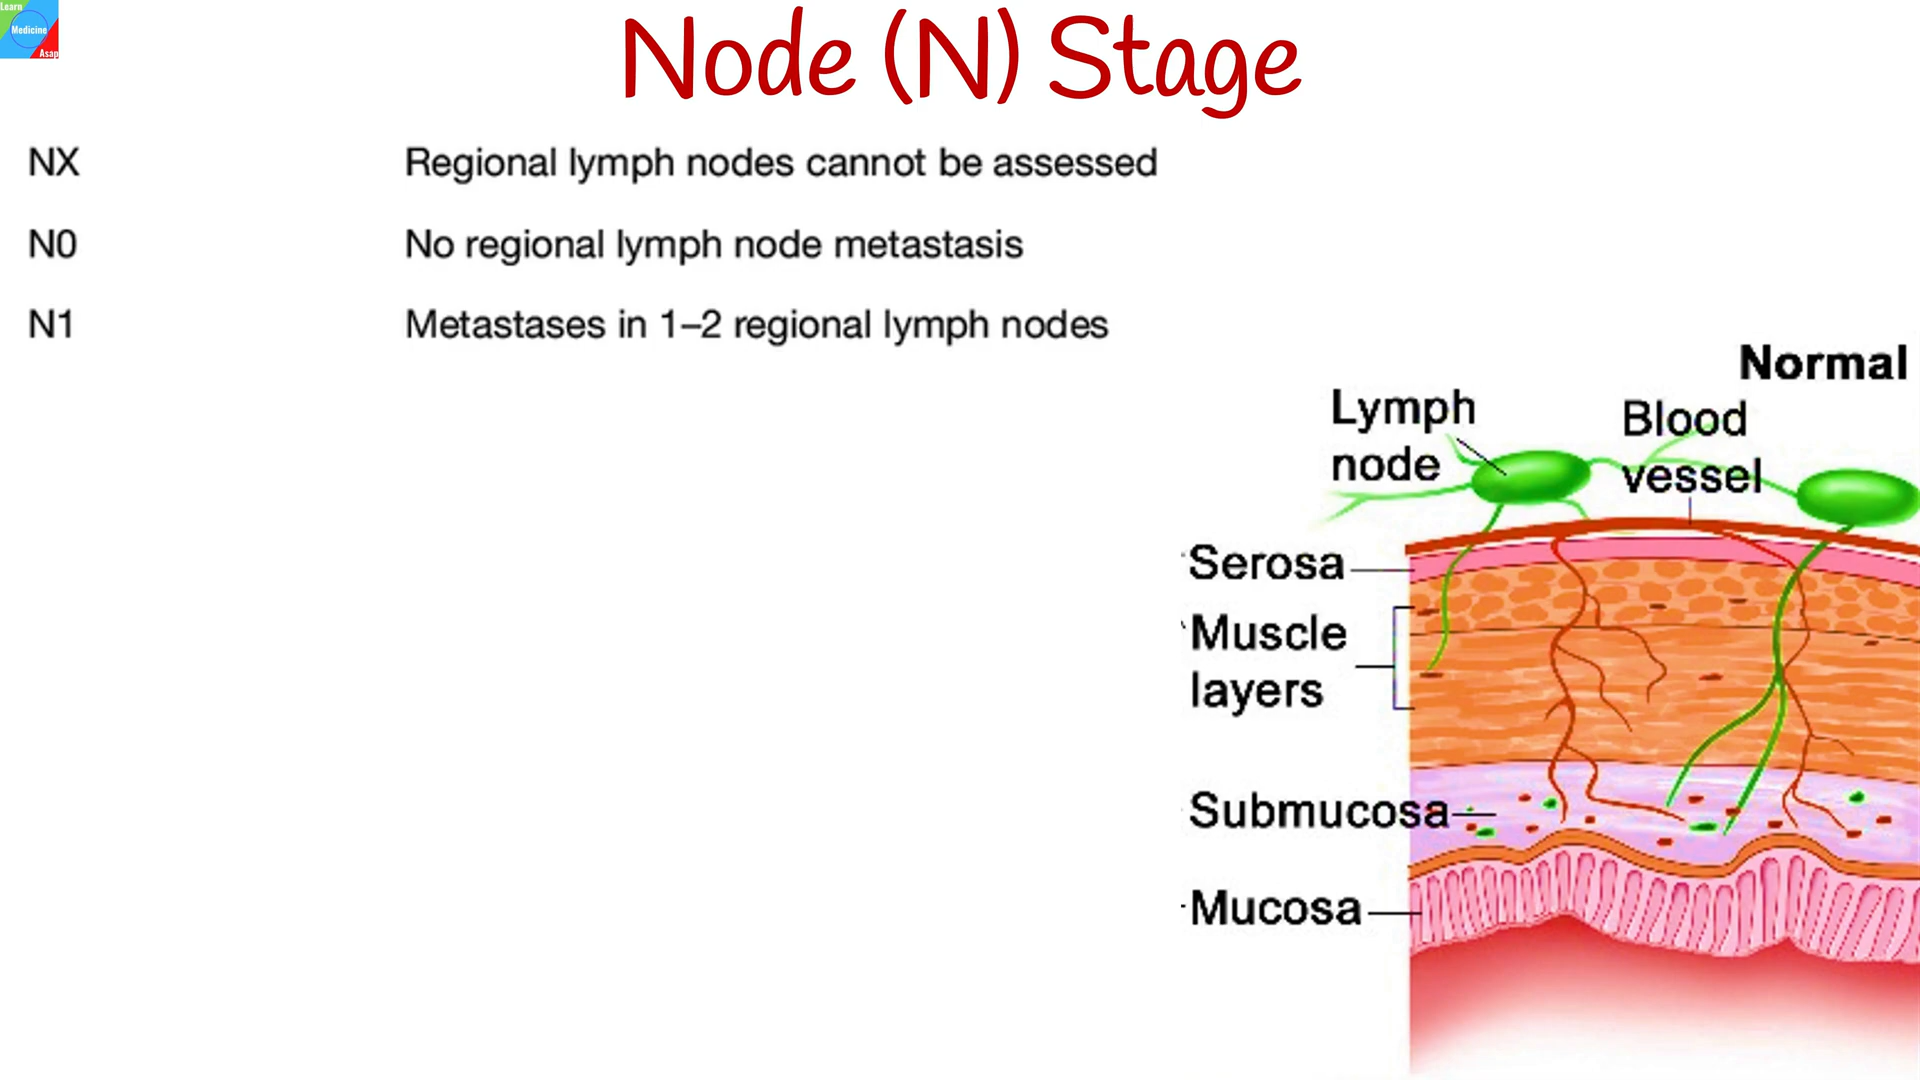 Learn
Medicine
Asap
Node (N) Stage
NX Regional lymph nodes cannot be assessed
N0 No regional lymph node metastasis
N1 Metastases in 1–2 regional lymph nodes
Normal
Lymph
node
Blood
vessel
Serosa
Muscle
layers
Submucosa
Mucosa